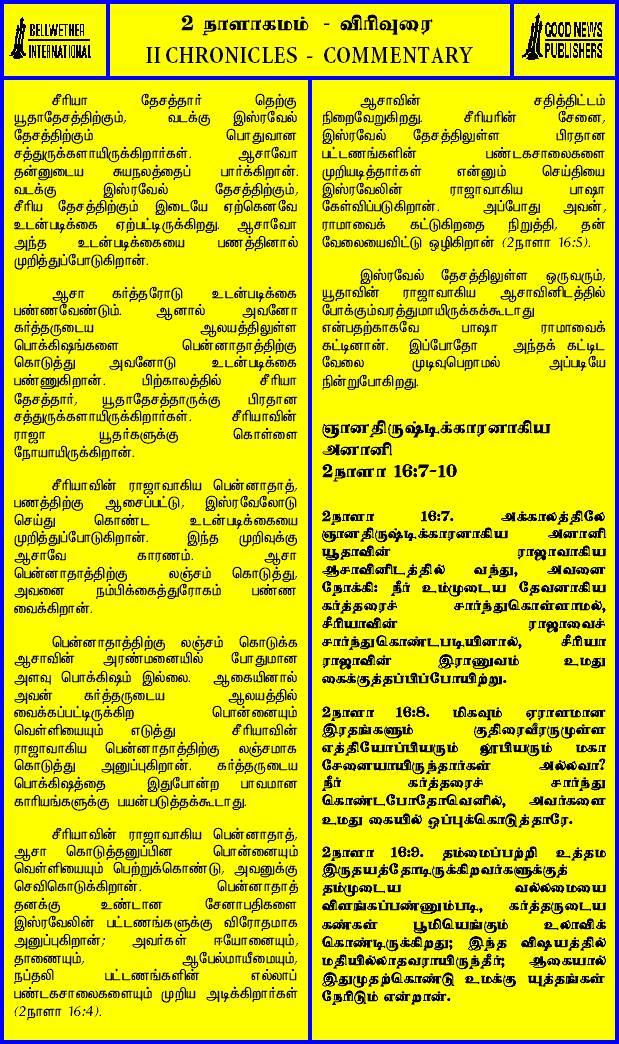 BELLWETHER
INTERNATIONAL
2 நாளாகமம் - விரிவுரை
II CHRONICLES - COMMENTARY
GOOD NEWS
PUBLISHERS
சீரியா தேசத்தார் தெற்கு
யூதாதேசத்திற்கும், வடக்கு இஸ்ரவேல்
தேசத்திற்கும் பொதுவான
சத்துருக்களாயிருக்கிறார்கள். ஆசாவோ
தன்னுடைய சுயநலத்தைப் பார்க்கிறான்.
வடக்கு இஸ்ரவேல் தேசத்திற்கும்,
சீரிய தேசத்திற்கும் இடையே ஏற்கெனவே
உடன்படிக்கை ஏற்பட்டிருக்கிறது. ஆசாவோ
அந்த உடன்படிக்கையை பணத்தினால்
முறித்துப்போடுகிறான்.
ஆசா கர்த்தரோடு உடன்படிக்கை
பண்ணவேண்டும். ஆனால் அவனோ
கர்த்தருடைய ஆலயத்திலுள்ள
பொக்கிஷங்களை பென்னாதாத்திற்கு
கொடுத்து அவனோடு உடன்படிக்கை
பண்ணுகிறான். பிற்காலத்தில் சீரியா
தேசத்தார், யூதாதேசத்தாருக்கு பிரதான
சத்துருக்களாயிருக்கிறார்கள். சீரியாவின்
ராஜா யூதர்களுக்கு கொள்ளை
நோயாயிருக்கிறான்.
சீரியாவின் ராஜாவாகிய பென்னாதாத்,
பணத்திற்கு ஆசைப்பட்டு, இஸ்ரவேலோடு
செய்து கொண்ட உடன்படிக்கையை
முறித்துப்போடுகிறான். இந்த முறிவுக்கு
ஆசாவே காரணம். ஆசா
பென்னாதாத்திற்கு லஞ்சம் கொடுத்து,
அவனை நம்பிக்கைத்துரோகம் பண்ண
வைக்கிறான்.
பென்னாதாத்திற்கு லஞ்சம் கொடுக்க
ஆசாவின் அரண்மனையில் போதுமான
அளவு பொக்கிஷம் இல்லை. ஆகையினால்
அவன் கர்த்தருடைய ஆலயத்தில்
வைக்கப்பட்டிருக்கிற பொன்னையும்
வெள்ளியையும் எடுத்து சீரியாவின்
ராஜாவாகிய பென்னாதாத்திற்கு லஞ்சமாக
கொடுத்து அனுப்புகிறான். கர்த்தருடைய
பொக்கிஷத்தை இதுபோன்ற பாவமான
காரியங்களுக்கு பயன்படுத்தக்கூடாது.
சீரியாவின் ராஜாவாகிய பென்னாதாத்,
ஆசா கொடுத்தனுப்பின பொன்னையும்
வெள்ளியையும் பெற்றுக்கொண்டு, அவனுக்கு
செவிகொடுக்கிறான். பென்னாதாத்
தனக்கு உண்டான சேனாபதிகளை
இஸ்ரவேலின் பட்டணங்களுக்கு விரோதமாக
அனுப்புகிறான்; அவர்கள் ஈயோனையும்,
தாணையும், ஆபேல்மாயீமையும்,
நப்தலி பட்டணங்களின் எல்லாப்
பண்டகசாலைகளையும் முறிய அடிக்கிறார்கள்
(2நாளா 16:4).
ஆசாவின் சதித்திட்டம்
நிறைவேறுகிறது. சீரியரின் சேனை,
இஸ்ரவேல் தேசத்திலுள்ள பிரதான
பட்டணங்களின் பண்டகசாலைகளை
முறியடித்தார்கள் என்னும் செய்தியை
இஸ்ரவேலின் ராஜாவாகிய பாஷா
கேள்விப்படுகிறான். அப்போது அவன்,
ராமாவைக் கட்டுகிறதை நிறுத்தி, தன்
வேலையைவிட்டு ஒழிகிறான் (2நாளா 16:5).
இஸ்ரவேல் தேசத்திலுள்ள ஒருவரும்,
யூதாவின் ராஜாவாகிய ஆசாவினிடத்தில்
போக்கும்வரத்துமாயிருக்கக்கூடாது
என்பதற்காகவே பாஷா ராமாவைக்
கட்டினான். இப்போதோ அந்தக் கட்டிட
வேலை முடிவுபெறாமல் அப்படியே
நின்றுபோகிறது.
ஞானதிருஷ்டிக்காரனாகிய
அனானி
2நாளா 16:7-10
2நாளா 16:7. அக்காலத்திலே
ஞானதிருஷ்டிக்காரனாகிய அனானி
யூதாவின் ராஜாவாகிய
ஆசாவினிடத்தில் வந்து, அவனை
நோக்கி: நீர் உம்முடைய தேவனாகிய
கர்த்தரைச் சார்ந்துகொள்ளாமல்,
சீரியாவின் ராஜாவைச்
சார்ந்துகொண்டபடியினால், சீரியா
ராஜாவின் இராணுவம் உமது
கைக்குத்தப்பிப்போயிற்று.
2நாளா 16:8. மிகவும் ஏராளமான
இரதங்களும் குதிரைவீரருமுள்ள
எத்தியோப்பியரும் லூபியரும் மகா
சேனையாயிருந்தார்கள் அல்லவா?
நீர் கர்த்தரைச் சார்ந்து
கொண்டபோதோவெனில், அவர்களை
உமது கையில் ஒப்புக்கொடுத்தாரே.
2நாளா 16:9. தம்மைப்பற்றி உத்தம
இருதயத்தோடிருக்கிறவர்களுக்குத்
தம்முடைய வல்லமையை
விளங்கப்பண்ணும்படி, கர்த்தருடைய
கண்கள் பூமியெங்கும் உலாவிக்
கொண்டிருக்கிறது; இந்த விஷயத்தில்
மதியில்லாதவராயிருந்தீர்; ஆகையால்
இதுமுதற்கொண்டு உமக்கு யுத்தங்கள்
நேரிடும் என்றான்.